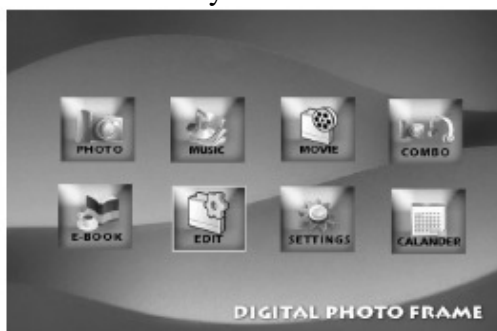 PHOTO MUSIC MOVIE COMBO
E-BOOK EDIT SETTINGS CALANDER
DIGITAL PHOTO FRAME